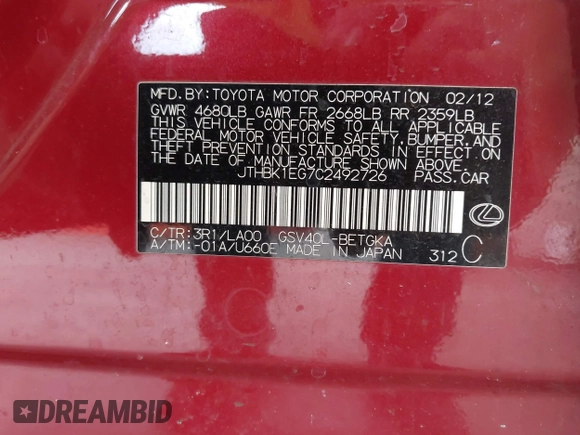 MFD.BY:TOYOTA MOTOR CORPORATION 02/12
GVWR 4680LB GAWR FR 2668LB RR 2359LB
THIS VEHICLE CONFORMS TO ALL APPLICABLE
FEDERAL MOTOR VEHICLE SAFETY, BUMPER, AND
THEFT PREVENTION STANDARDS IN EFFECT ON
THE DATE OF MANUFACTURE SHOWN ABOVE.
JTHBK1EG7C2492726 PASS.CAR
C/TR:3R1/LA00 GSV40L-BETGKA
A/TM:-01A/U660E MADE IN JAPAN 312 C
DREAMBID